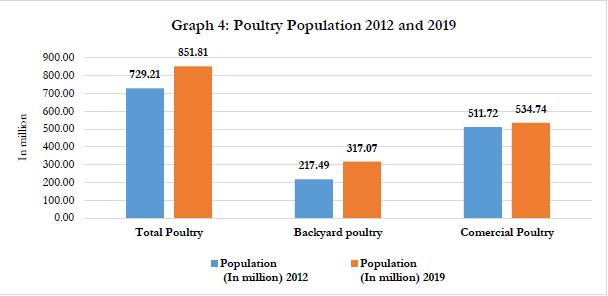 Graph 4: Poultry Population 2012 and 2019
In million
900.00
800.00
700.00
600.00
500.00
400.00
300.00
200.00
100.00
0.00
729.21
851.81
217.49
317.07
511.72
534.74
Total Poultry
Backyard poultry
Comercial Poultry
Population
(In million) 2012
Population
(In million) 2019